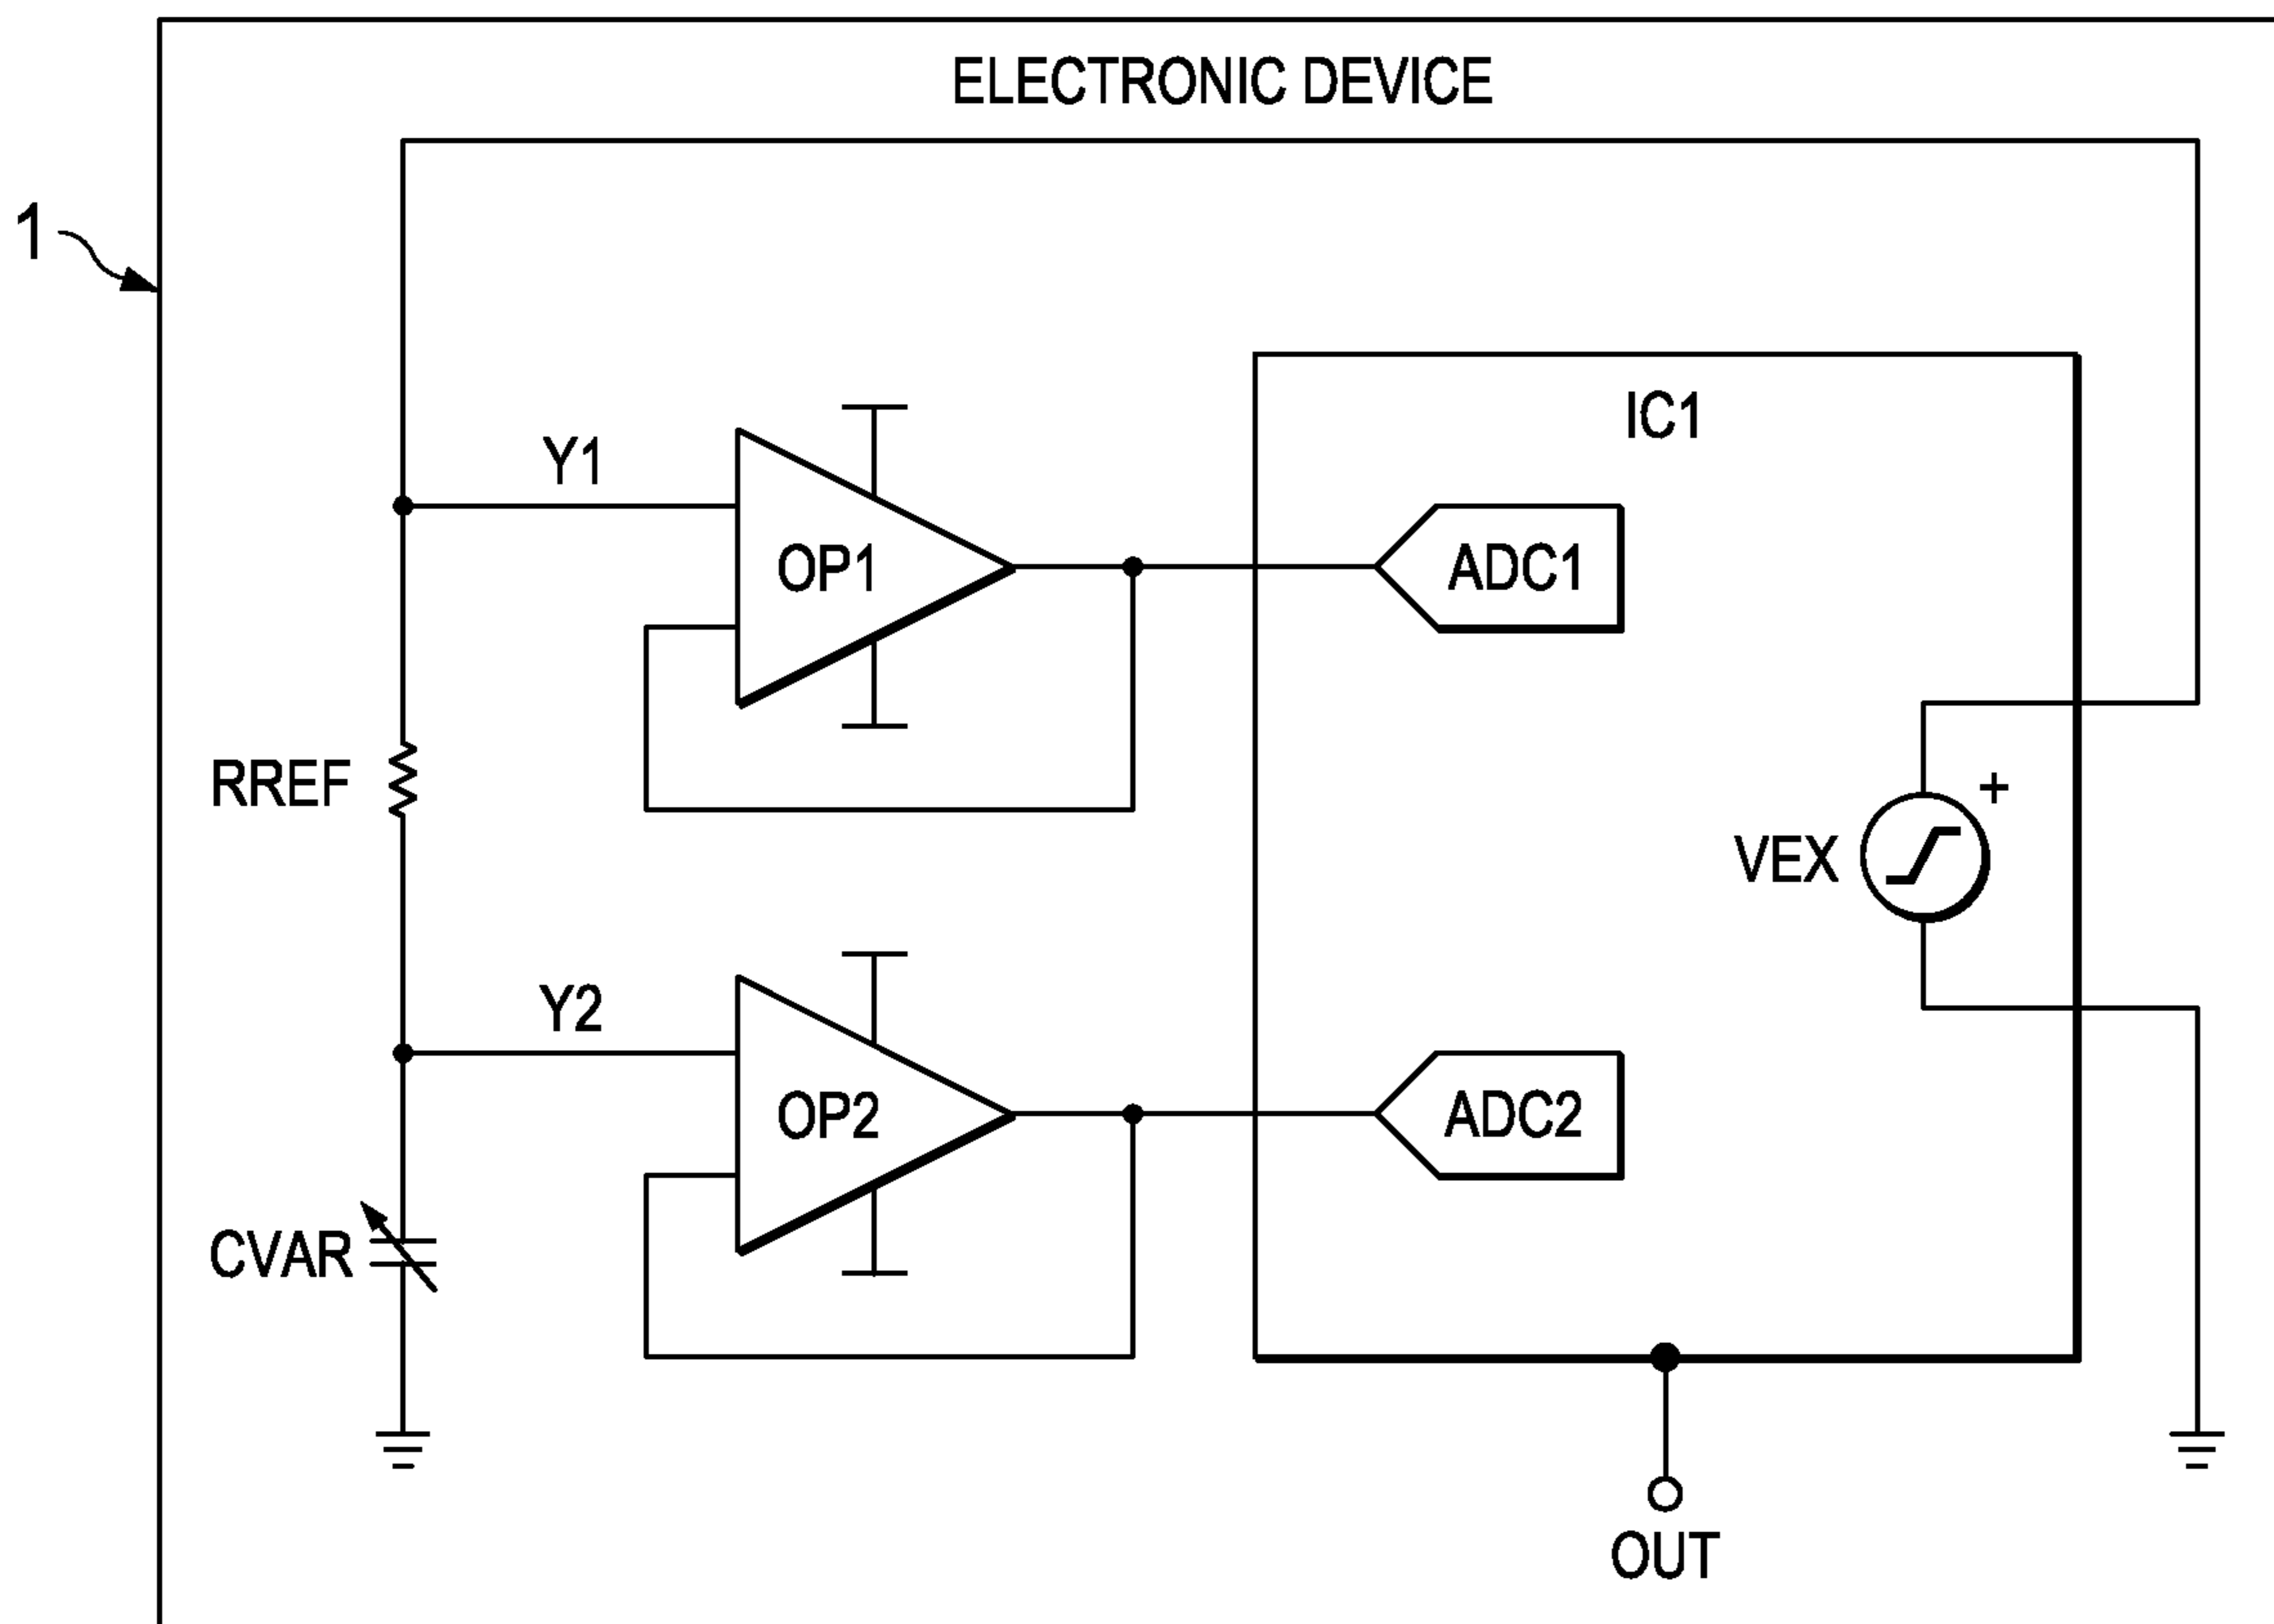 ELECTRONIC DEVICE
1
IC1
Y1
OP1
ADC1
RREF
+
VEX
Y2
OP2
ADC2
CVAR
OUT